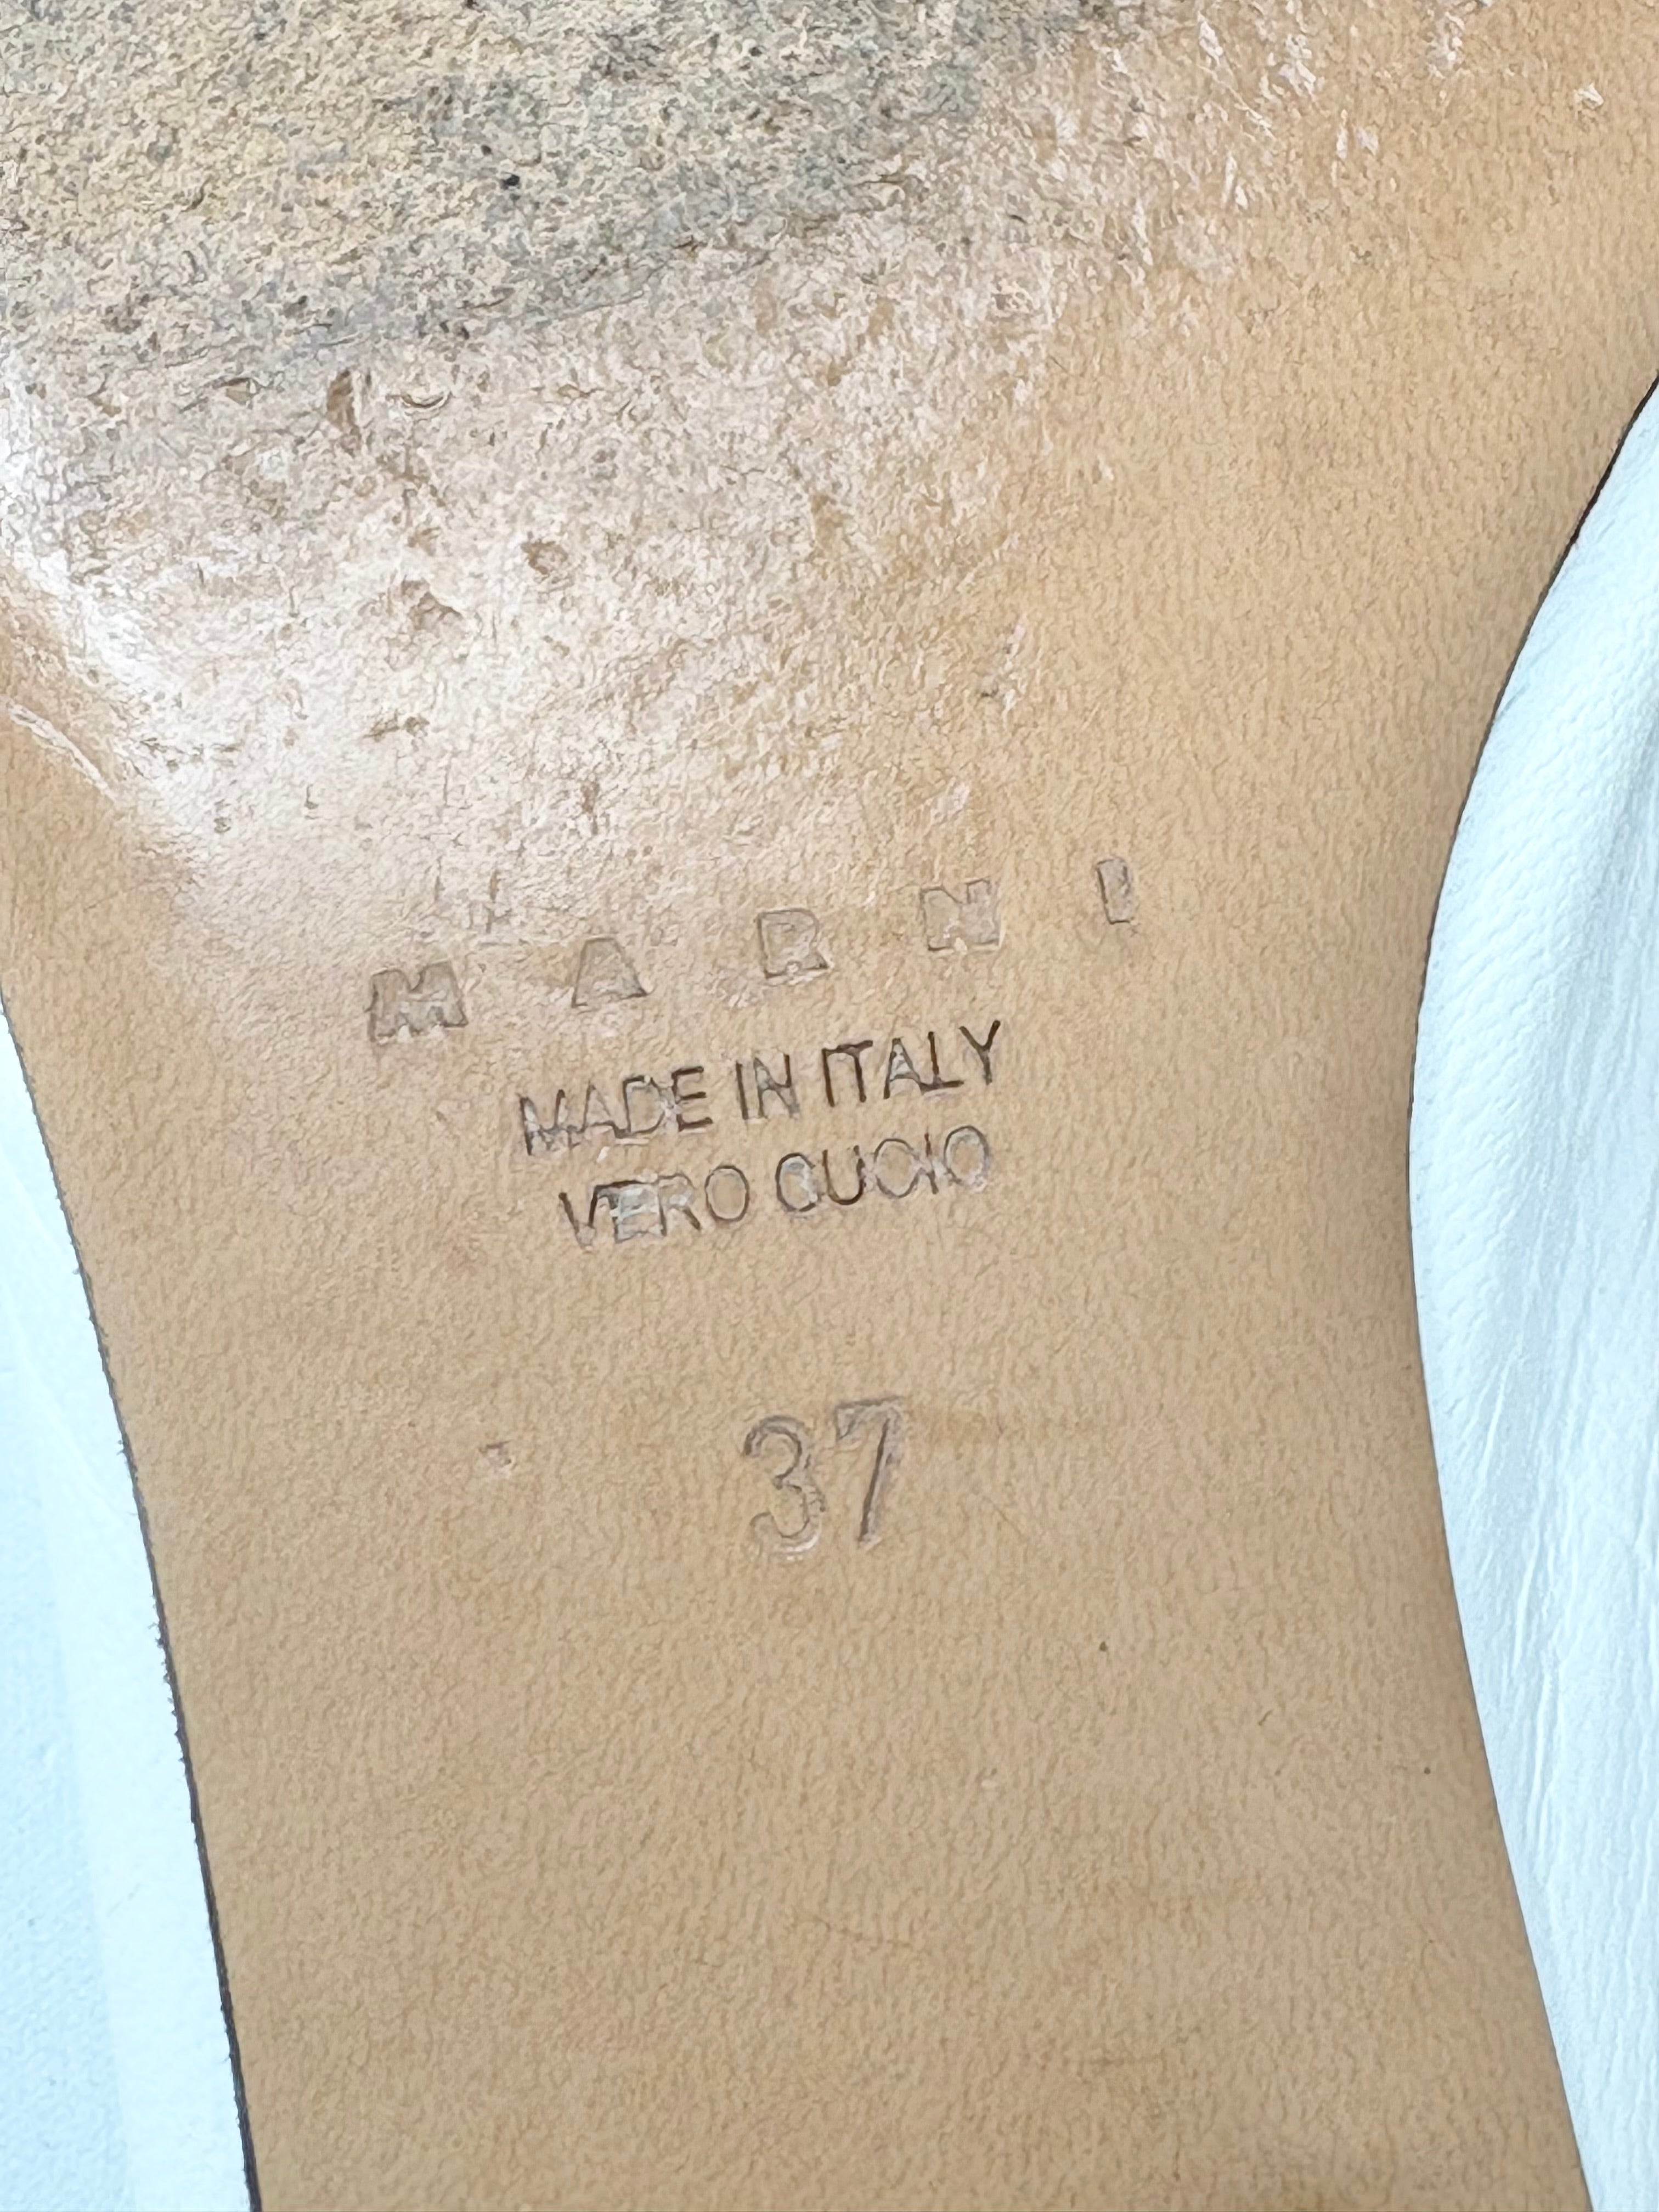 MARNI
MADE IN ITALY
VERO CUOIO
37